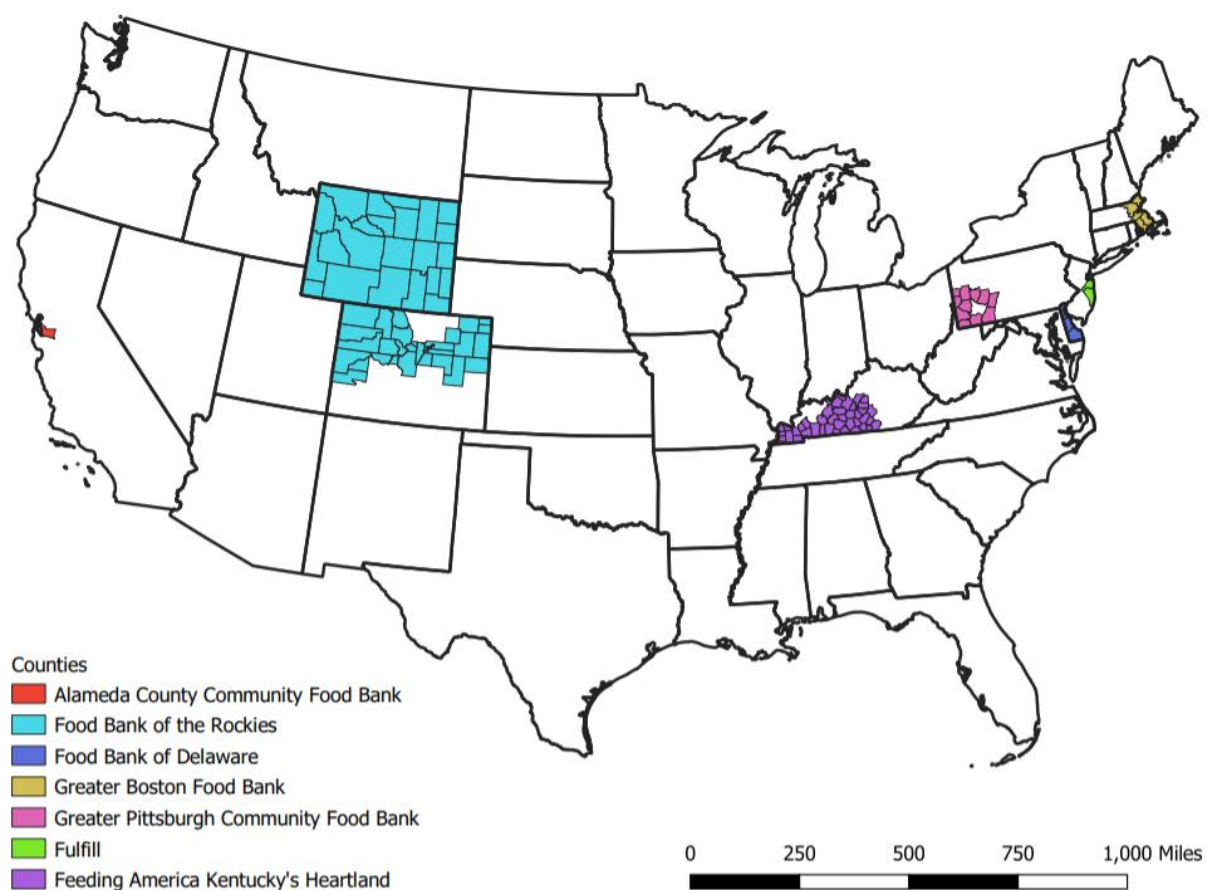 Counties
Alameda County Community Food Bank
Food Bank of the Rockies
Food Bank of Delaware
Greater Boston Food Bank
Greater Pittsburgh Community Food Bank
Fulfill
Feeding America Kentucky's Heartland
0 250 500 750 1,000 Miles